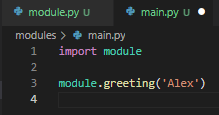 module.py U main.py U
modules > main.py
1 import module
2
3 module.greeting('Alex')
4